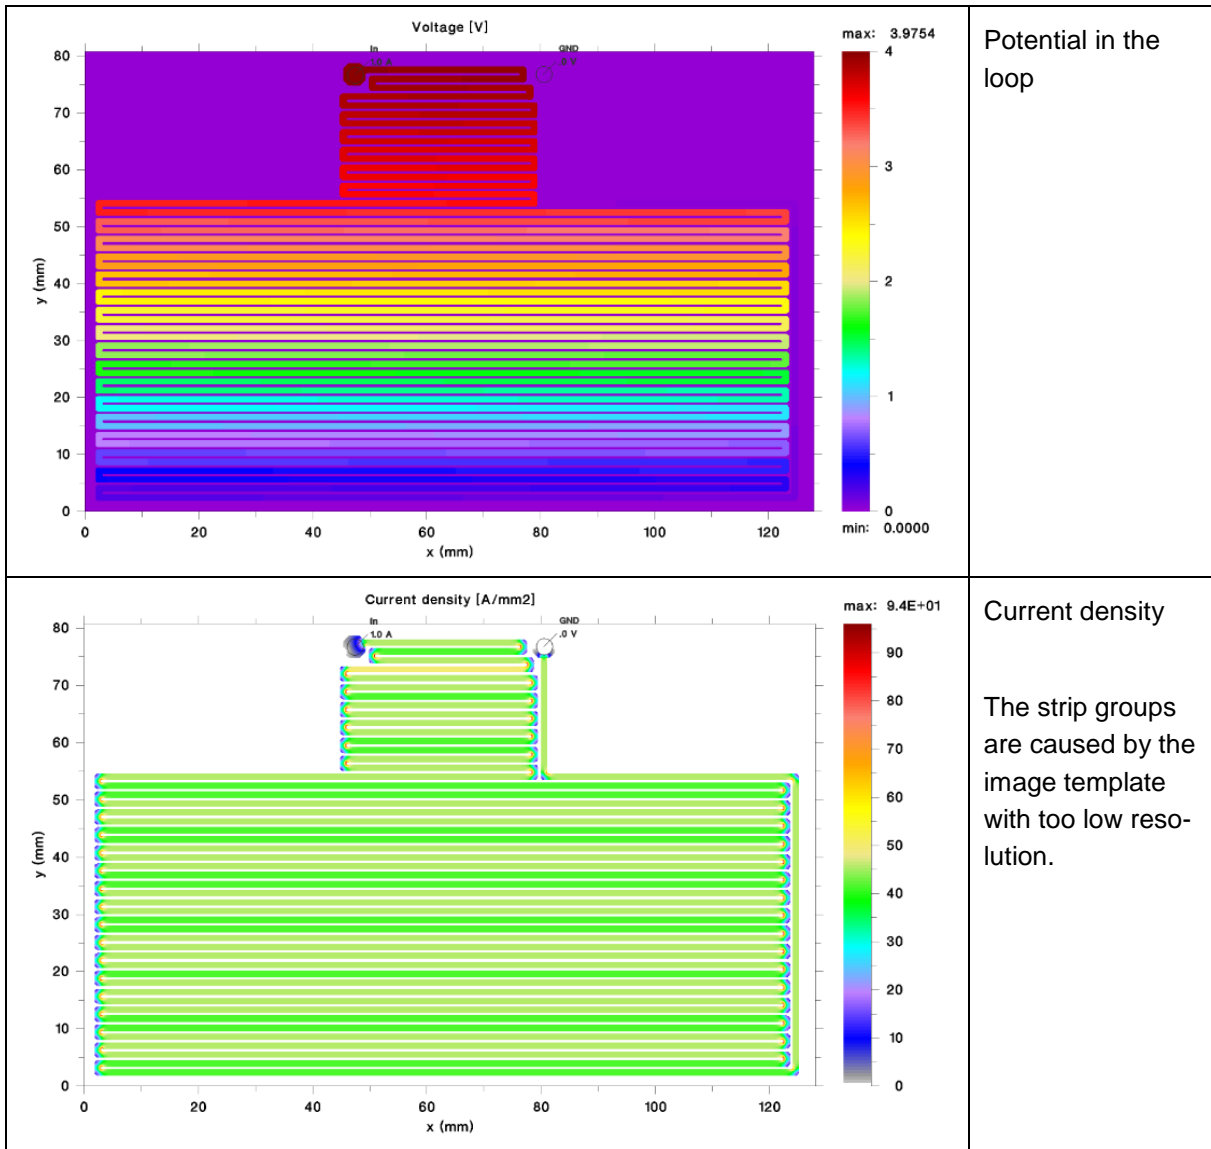 Voltage [V]
max: 3.9754
In
1.0 A
GND
.0 V
80
70
60
50
40
30
20
10
0
y (mm)
0 20 40 60 80 100 120
x (mm)
4
3
2
1
0
min: 0.0000
Potential in the
loop
Current density [A/mm2]
max: 9.4E+01
In
1.0 A
GND
.0 V
80
70
60
50
40
30
20
10
0
y (mm)
0 20 40 60 80 100 120
x (mm)
90
80
70
60
50
40
30
20
10
0
Current density
The strip groups
are caused by the
image template
with too low reso-
lution.